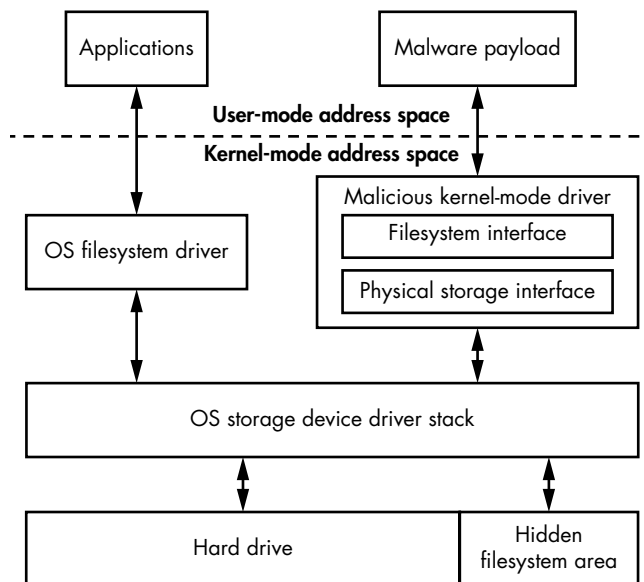 Applications
Malware payload
User-mode address space
Kernel-mode address space
Malicious kernel-mode driver
Filesystem interface
OS filesystem driver
Physical storage interface
OS storage device driver stack
Hard drive
Hidden
filesystem area